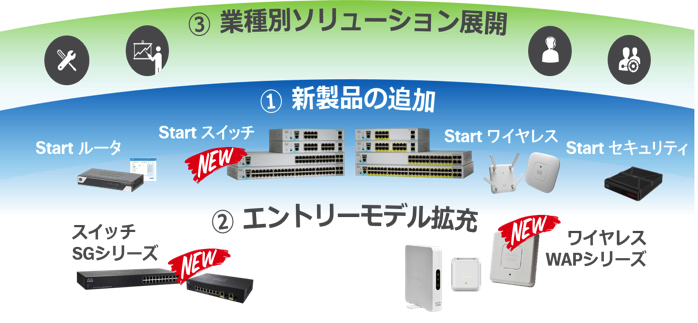 ③ 業種別ソリューション展開
① 新製品の追加
Start ルータ
Start スイッチ
NEW
Start ワイヤレス
Start セキュリティ
② エントリーモデル拡充
スイッチ
SGシリーズ
NEW
NEW
ワイヤレス
WAPシリーズ